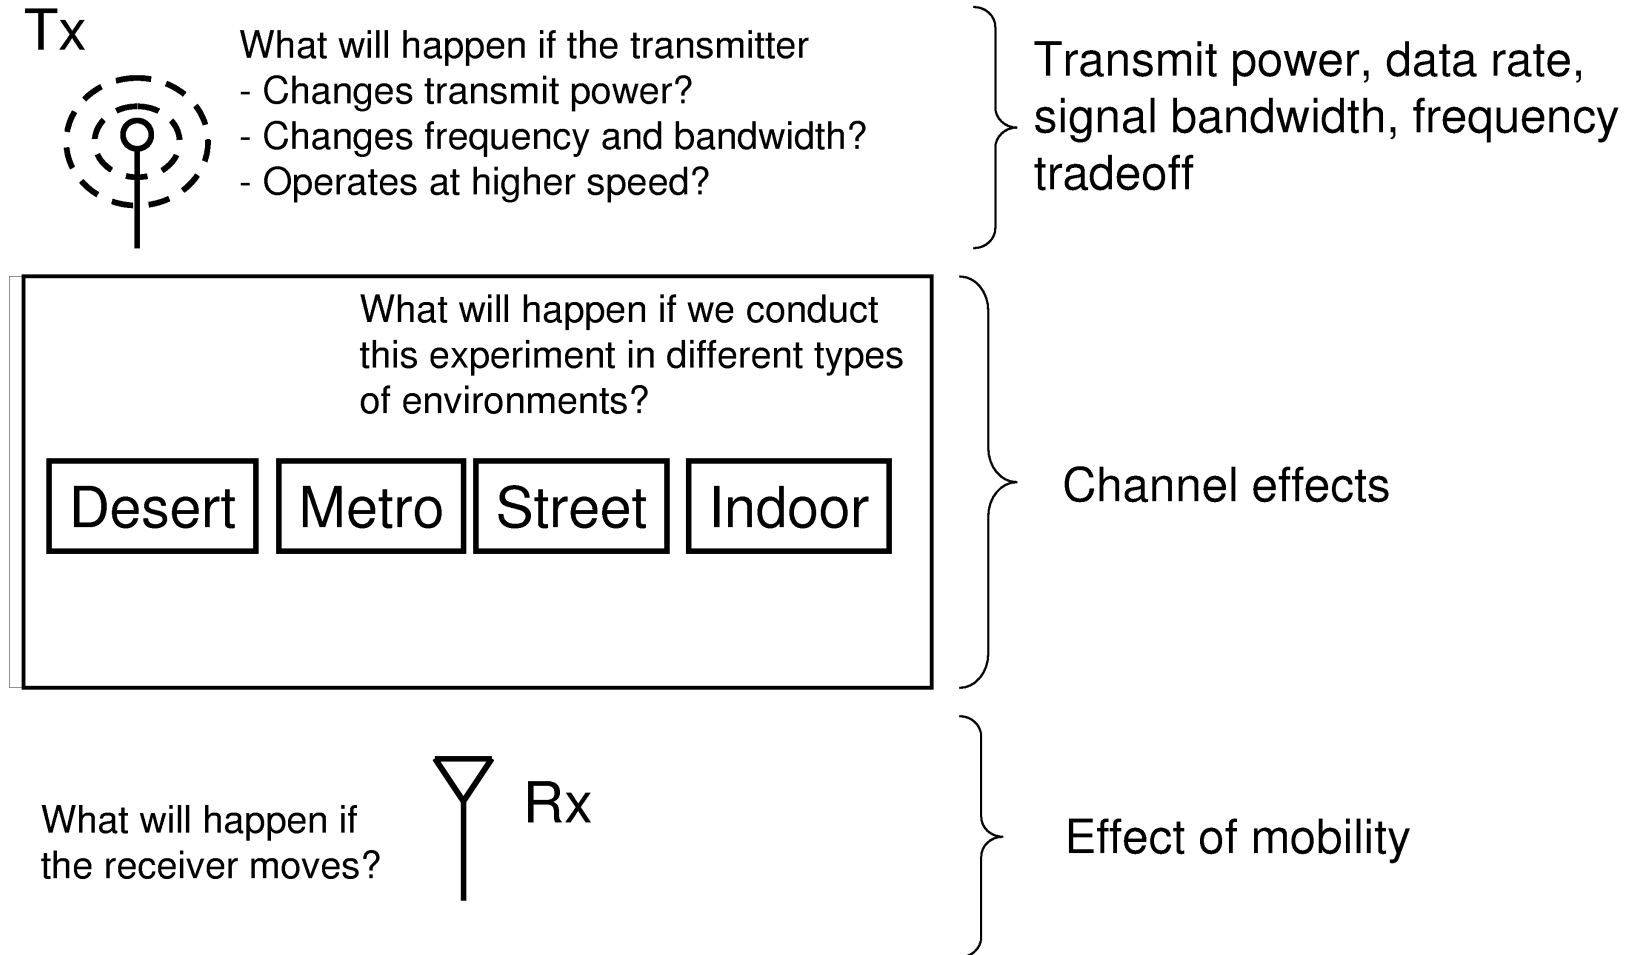 Tx
What will happen if the transmitter
- Changes transmit power?
- Changes frequency and bandwidth?
- Operates at higher speed?
Transmit power, data rate,
signal bandwidth, frequency
tradeoff
What will happen if we conduct
this experiment in different types
of environments?
Desert
Metro
Street
Indoor
Channel effects
What will happen if
the receiver moves?
Rx
Effect of mobility